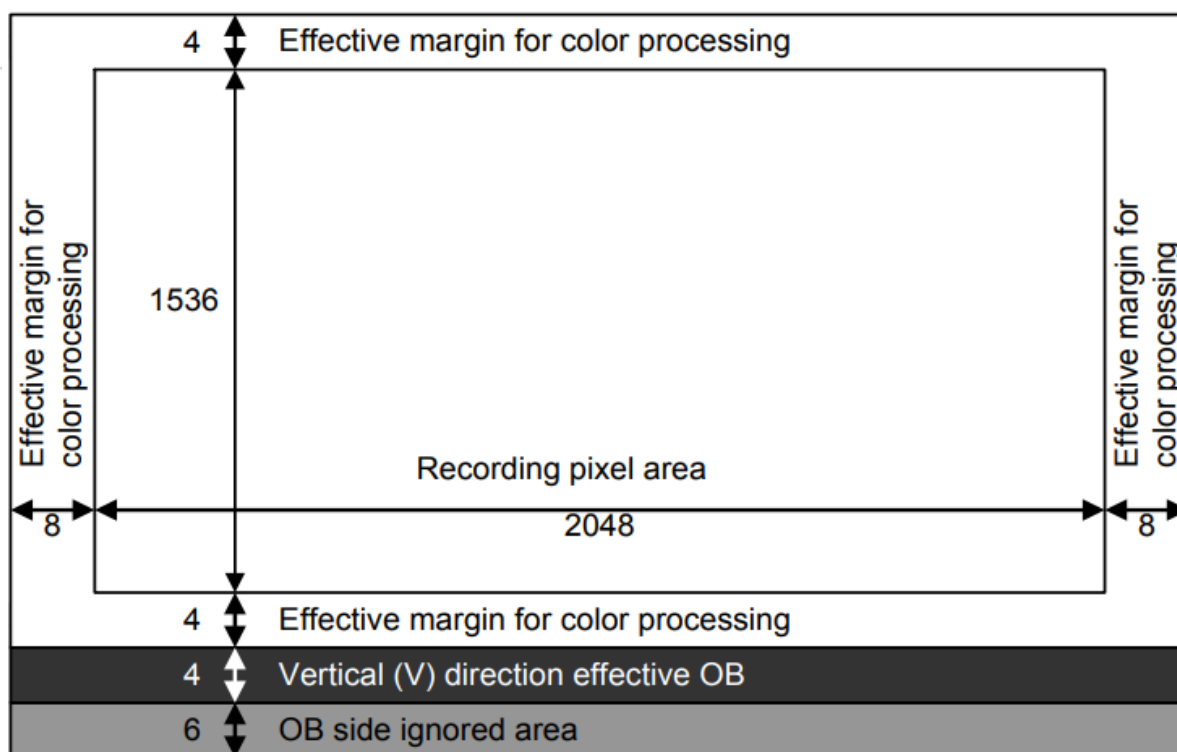 4 Effective margin for color processing
Effective margin for
color processing
1536
Effective margin for
color processing
Recording pixel area
8 2048 8
4 Effective margin for color processing
4 Vertical (V) direction effective OB
6 OB side ignored area